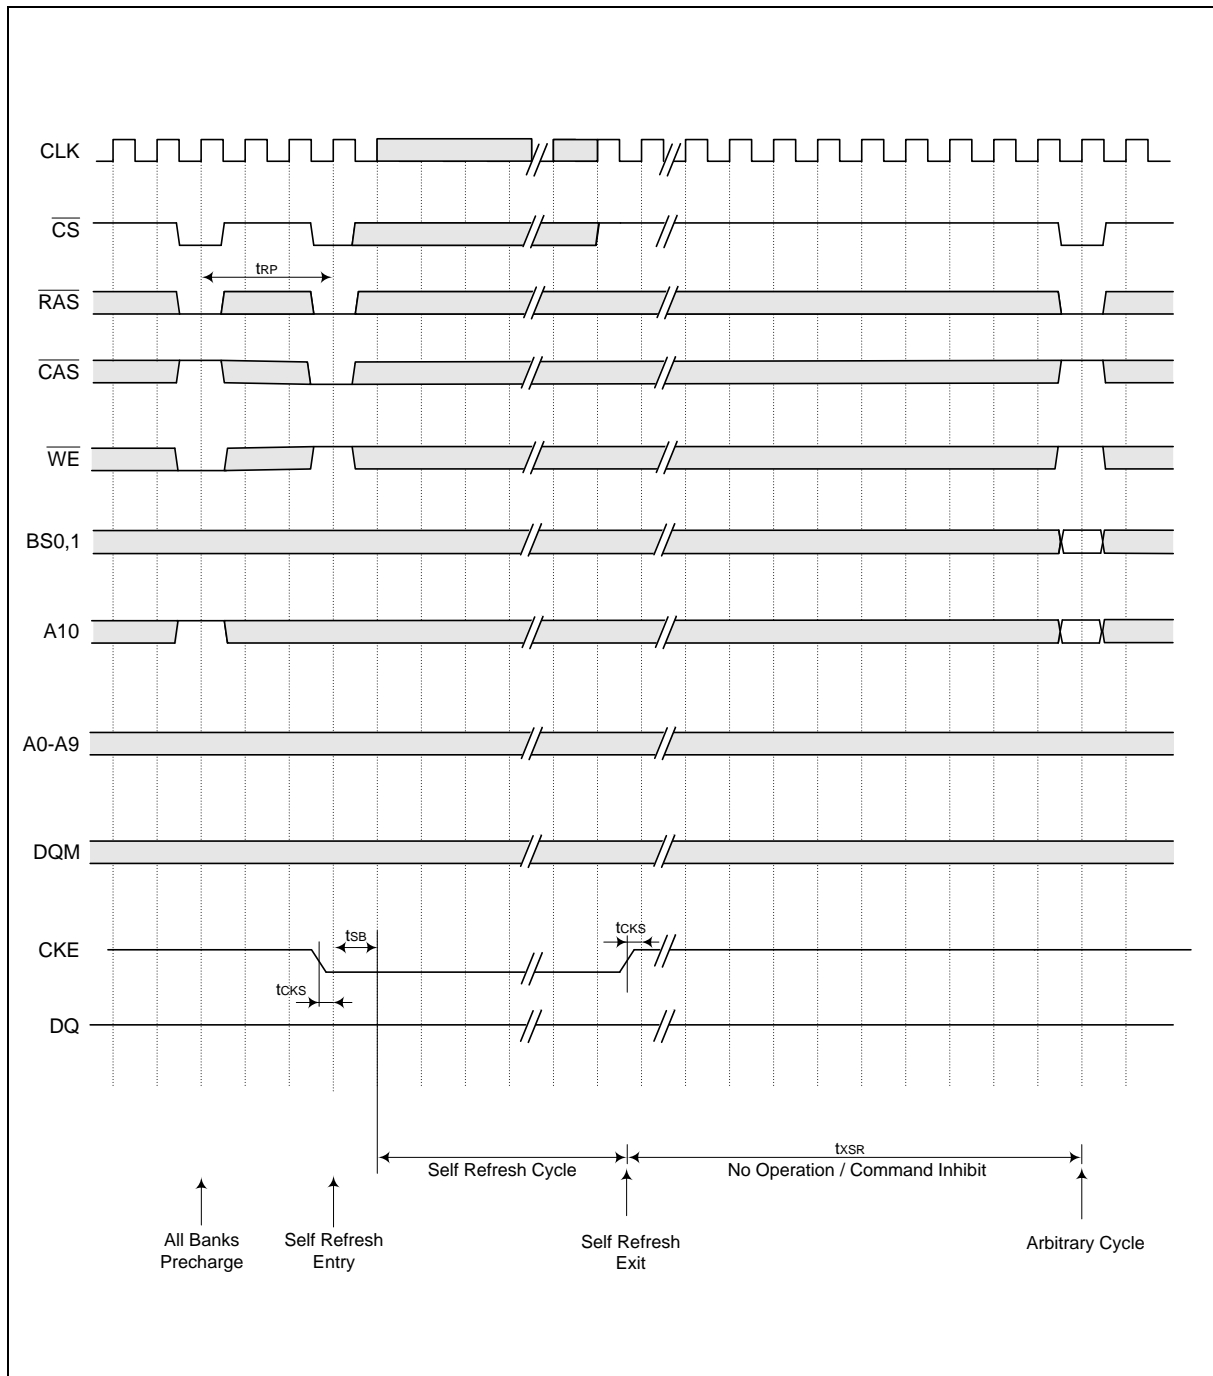 CLK
CS
tRP
RAS
CAS
WE
BS0,1
A10
A0-A9
DQM
tSB
tCKS
CKE
tCKS
DQ
tXSR
Self Refresh Cycle
No Operation / Command Inhibit
All Banks
Precharge
Self Refresh
Entry
Self Refresh
Exit
Arbitrary Cycle